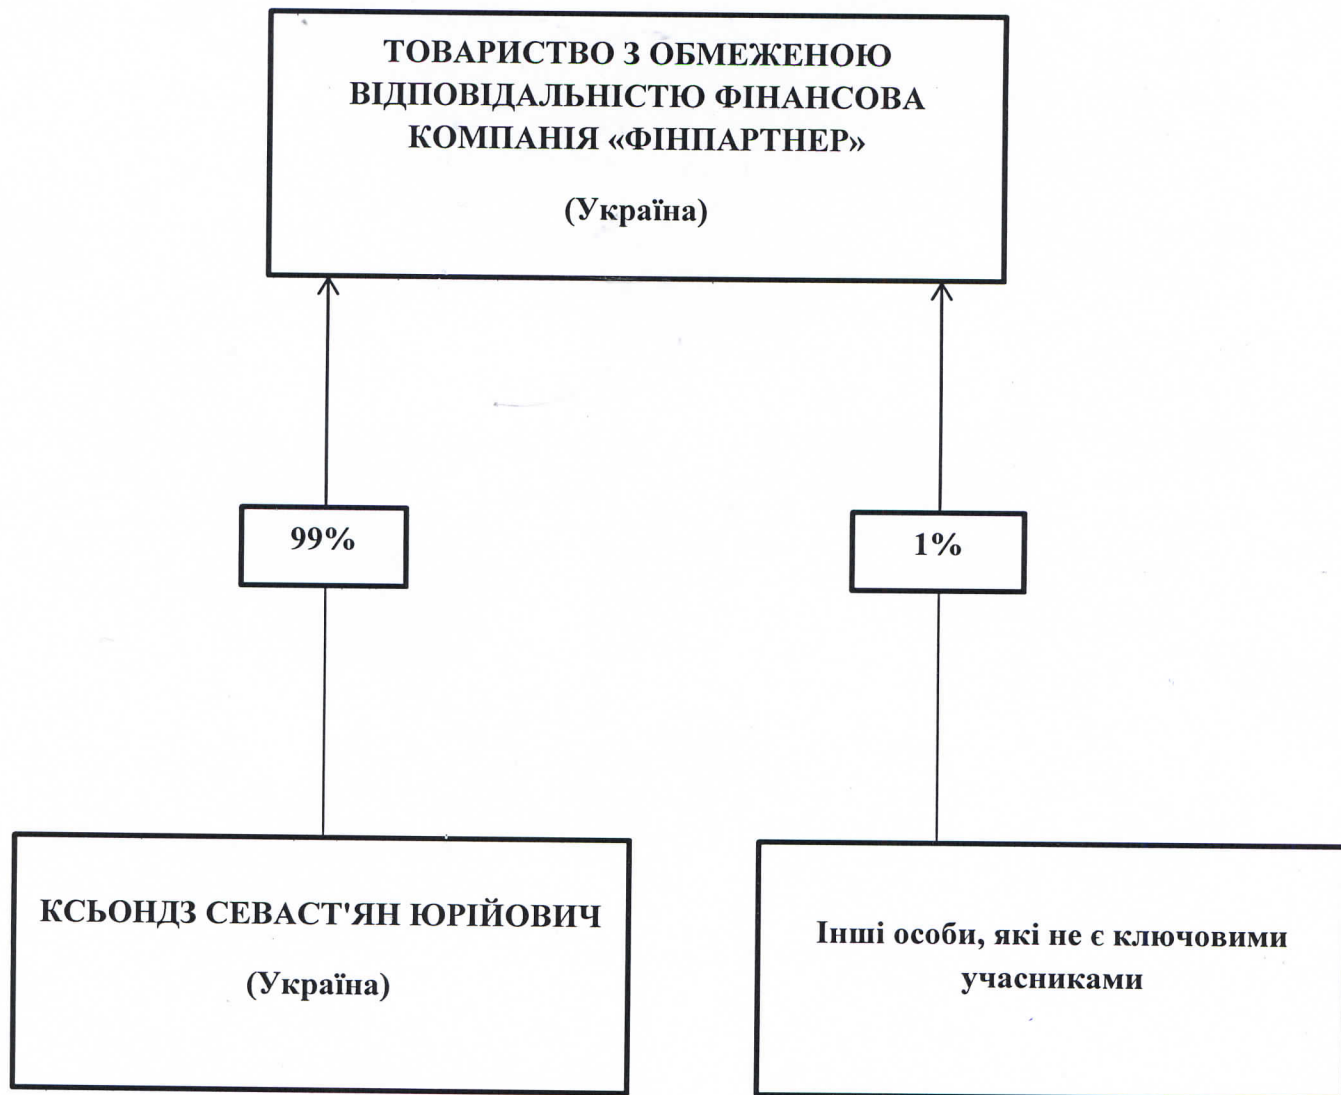 ТОВАРИСТВО З ОБМЕЖЕНОЮ
ВІДПОВІДАЛЬНІСТЮ ФІНАНСОВА
КОМПАНІЯ «ФІНПАРТНЕР»
(Україна)
99%
1%
КСЬОНДЗ СЕВАСТ'ЯН ЮРІЙОВИЧ
(Україна)
Інші особи, які не є ключовими
учасниками